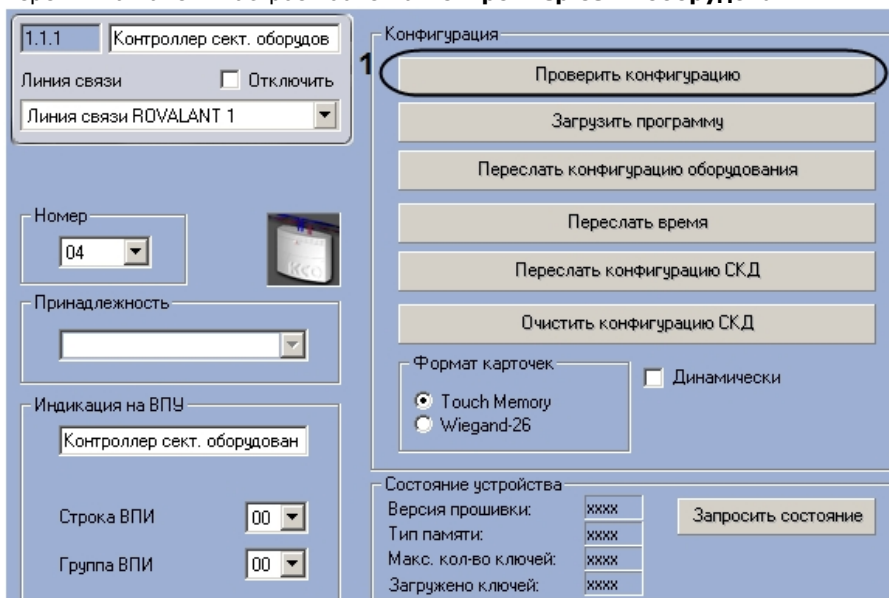 1.1.1
Контроллер сект. оборудов
Линия связи
Отключить
Линия связи ROVALANT 1
Номер
04
Принадлежность
Индикация на ВПУ
Контроллер сект. оборудован
Строка ВПИ
00
Группа ВПИ
00
Конфигурация
1
Проверить конфигурацию
Загрузить программу
Переслать конфигурацию оборудования
Переслать время
Переслать конфигурацию СКД
Очистить конфигурацию СКД
Формат карточек
Touch Memory
Wiegand-26
Динамически
Состояние устройства
Версия прошивки:
xxxx
Запросить состояние
Тип памяти:
xxxx
Макс. кол-во ключей:
xxxx
Загружено ключей:
xxxx